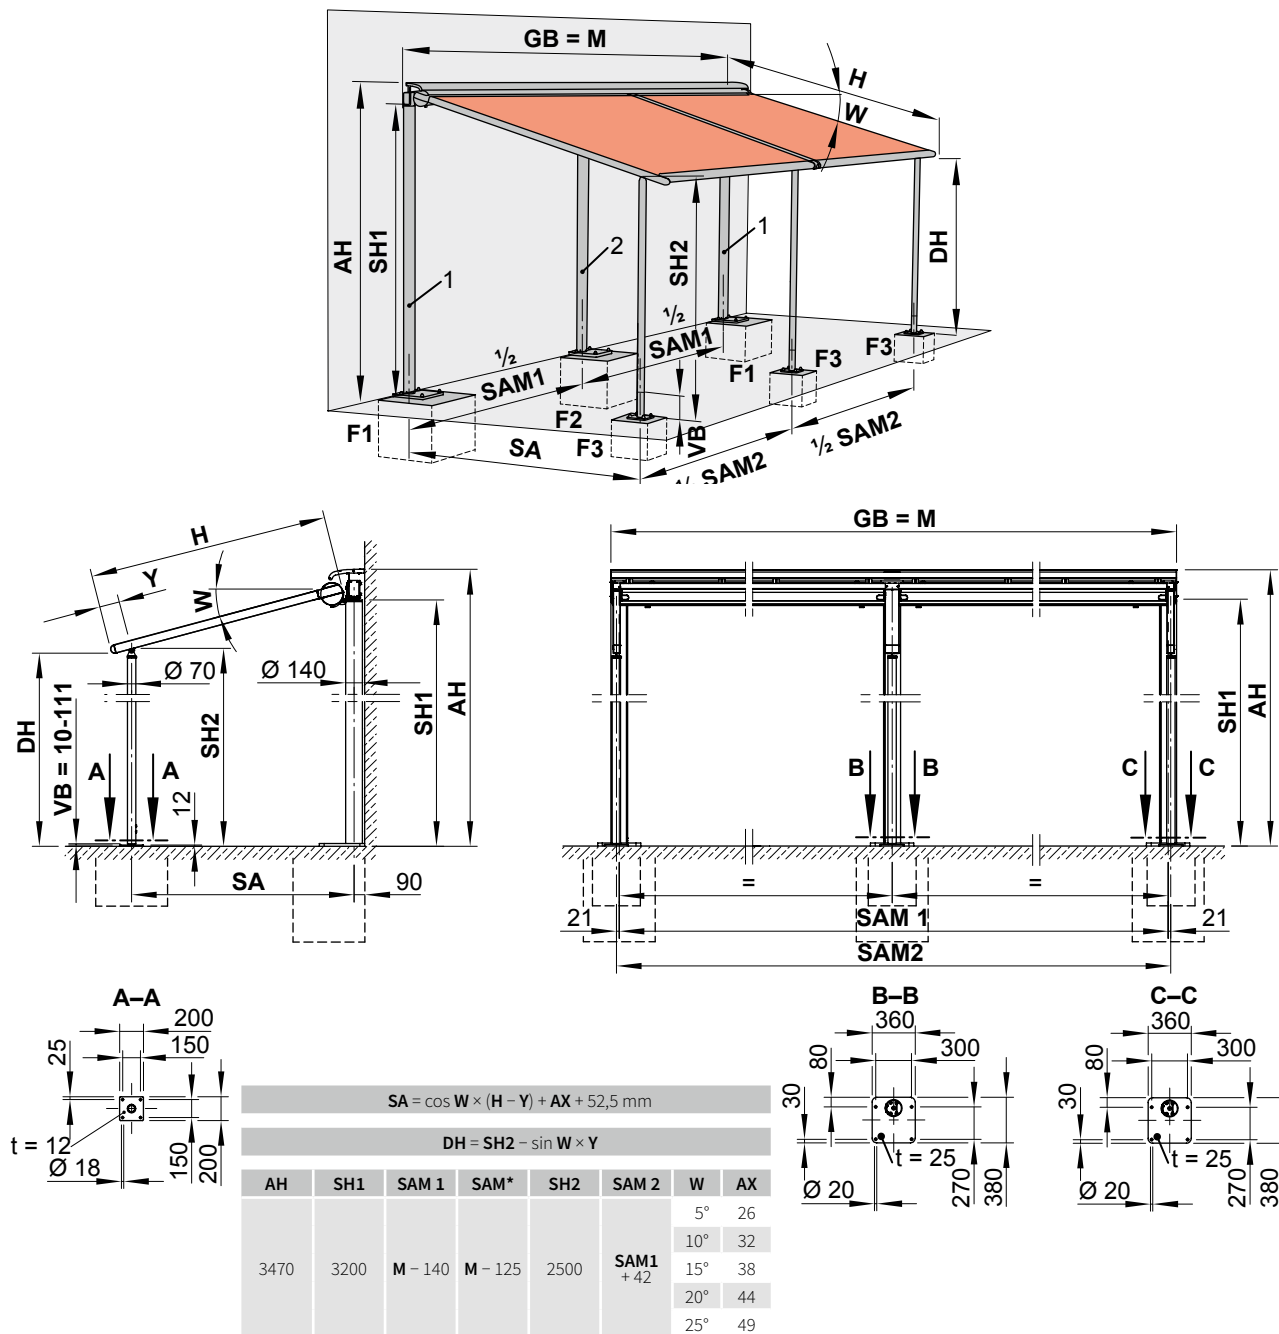 GB = M
H
W
AH
SH1
1
2
SH2
1
DH
½
SAM1
½
SAM1
F1
F2
F3
F1
F3
F3
VB
SA
½ SAM2
½ SAM2
H
Y
W
Ø 70
Ø 140
DH
VB = 10-111
SH2
SH1
AH
A
A
12
SA
90
GB = M
SH1
AH
B
B
C
C
=
=
21
SAM 1
21
SAM2
A–A
200
150
25
t = 12
Ø 18
150
200
B–B
360
300
80
30
t = 25
Ø 20
270
380
C–C
360
300
80
30
t = 25
Ø 20
270
380
SA = cos W × (H – Y) + AX + 52,5 mm
DH = SH2 – sin W × Y
AH SH1 SAM 1 SAM* SH2 SAM 2 W AX
5° 26
10° 32
3470 3200 M – 140 M – 125 2500 SAM1 + 42 15° 38
20° 44
25° 49